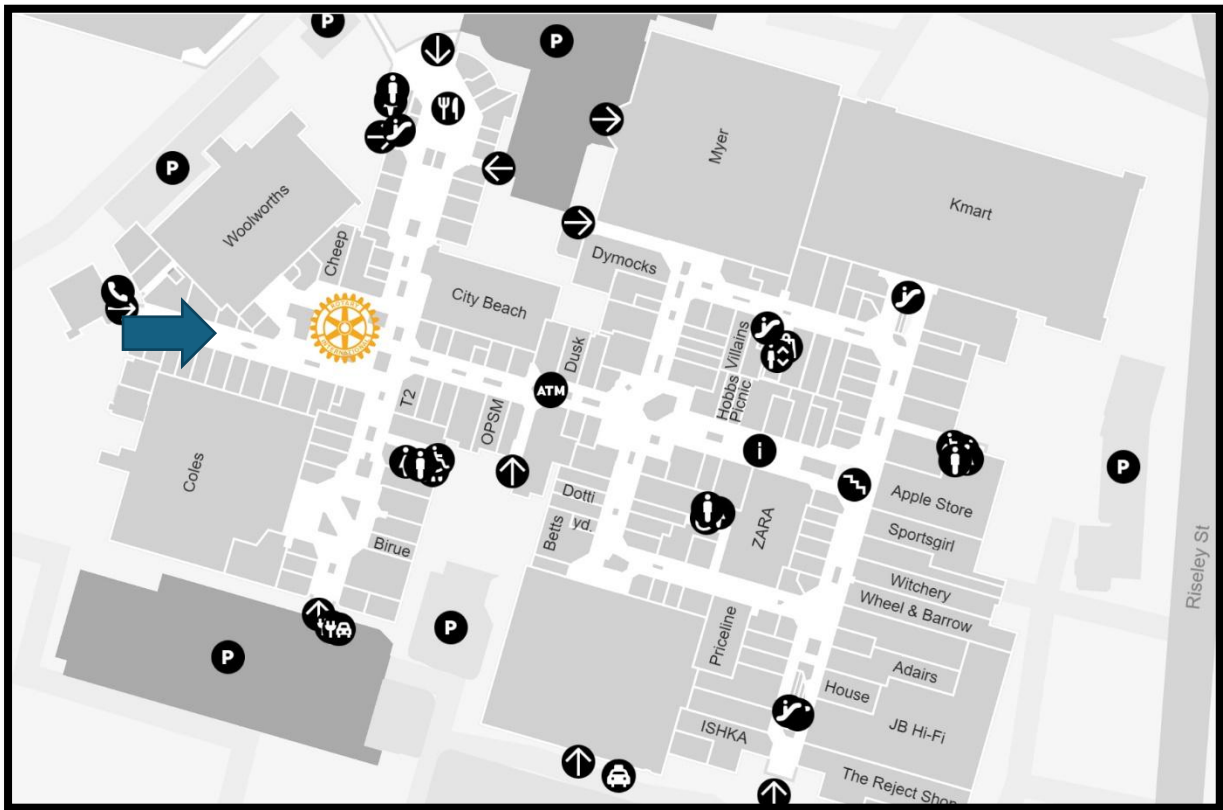 P
P
P
Myer
Kmart
Woolworths
Cheep
Dymocks
City Beach
ROTARY
INTERNATIONAL
Dusk
Villains
Hobbs
Picnic
T2
ATM
OPSM
i
Coles
Dotti
yd.
Betts
ZARA
Apple Store
P
Sportsgirl
Birue
Witchery
Wheel & Barrow
Riseley St
P
P
Priceline
Adairs
House
ISHKA
JB Hi-Fi
The Reject Shop